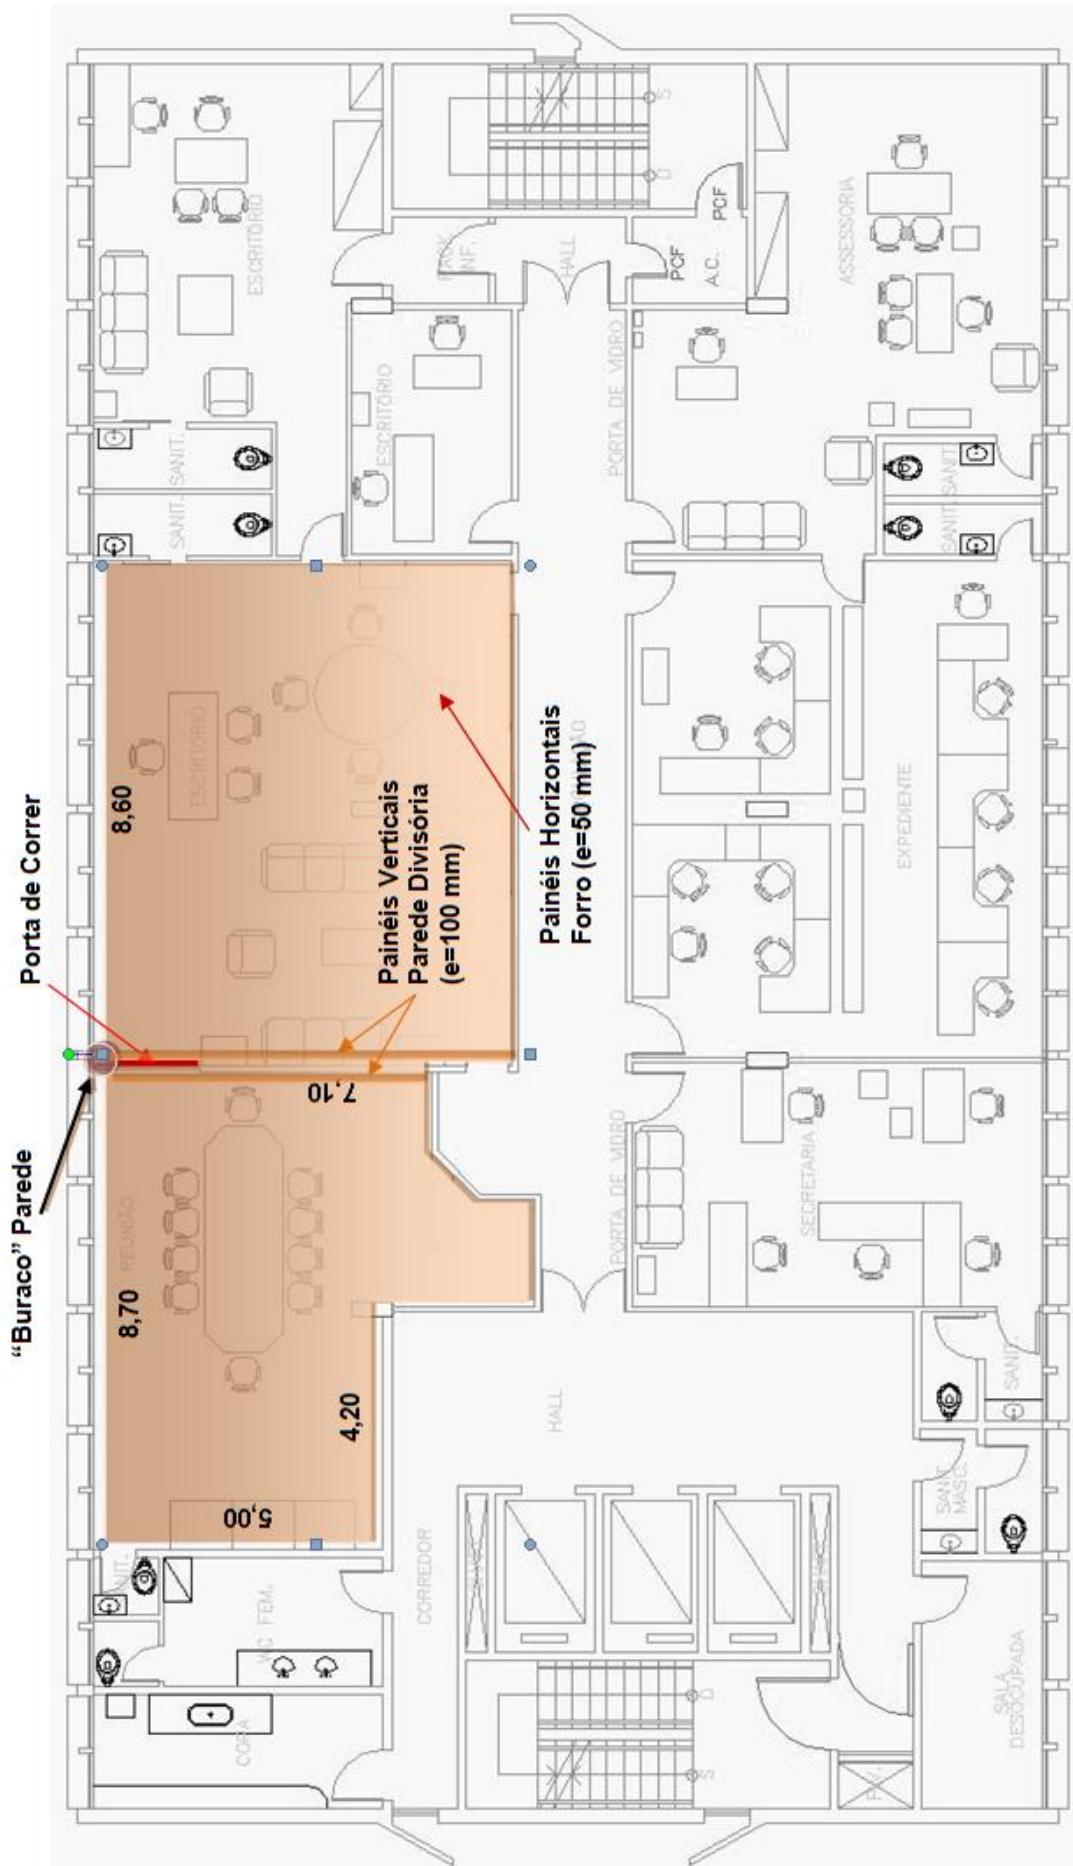 ESCRITÓRIO
S
D
ASSESSORIA
HALL
PCF
PCF
A.C.
ESCRITÓRIO
PORTA DE VIDRO
SANIT.
SANIT.
SANIT.
SANIT.
8,60
ESCRITÓRIO
Porta de Correr
Painéis Verticais
Parede Divisória
(e=100 mm)
Painéis Horizontais
Forro (e=50 mm)
EXPEDIENTE
7,10
"Buraco" Parede
REUNIÃO
8,70
PORTA DE VIDRO
SECRETARIA
4,20
5,00
HALL
SANIT.
SANIT.
MASC.
CORREDOR
WC FEM.
COPA
D
S
SALA
DESOCUPADA